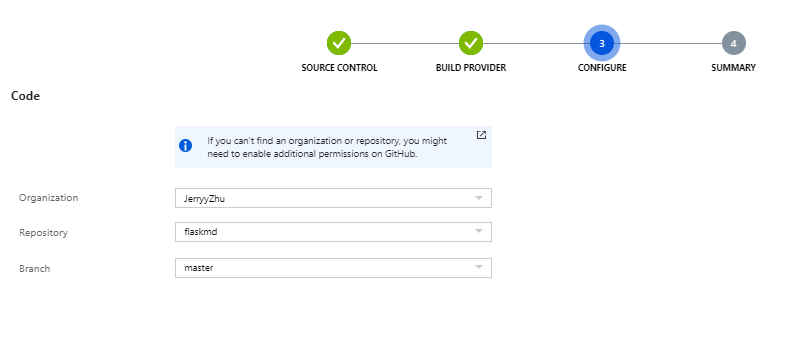 3
4
SOURCE CONTROL
BUILD PROVIDER
CONFIGURE
SUMMARY
Code
If you can't find an organization or repository, you might
need to enable additional permissions on GitHub.
Organization
JerryyZhu
Repository
flaskmd
Branch
master